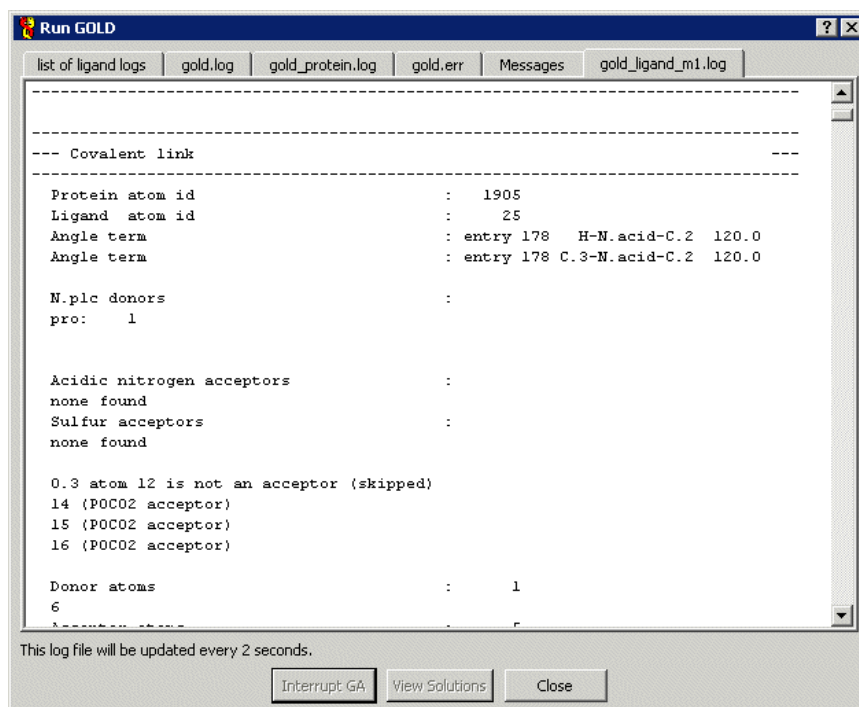 Run GOLD
list of ligand logs gold.log gold_protein.log gold.err Messages gold_ligand_m1.log
--------------------------------------------------------------------------------
--------------------------------------------------------------------------------
--- Covalent link ---
--------------------------------------------------------------------------------
Protein atom id : 1905
Ligand atom id : 25
Angle term : entry 178 H-N.acid-C.2 120.0
Angle term : entry 178 C.3-N.acid-C.2 120.0
N.plc donors :
pro: 1
Acidic nitrogen acceptors :
none found
Sulfur acceptors :
none found
O.3 atom 12 is not an acceptor (skipped)
14 (POCO2 acceptor)
15 (POCO2 acceptor)
16 (POCO2 acceptor)
Donor atoms : 1
6
This log file will be updated every 2 seconds.
Interrupt GA View Solutions Close